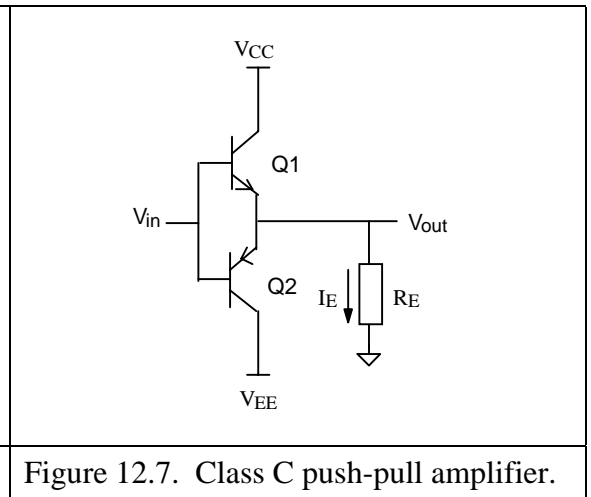 VCC
Q1
Vin
Vout
Q2
IE
RE
VEE
Figure 12.7. Class C push-pull amplifier.